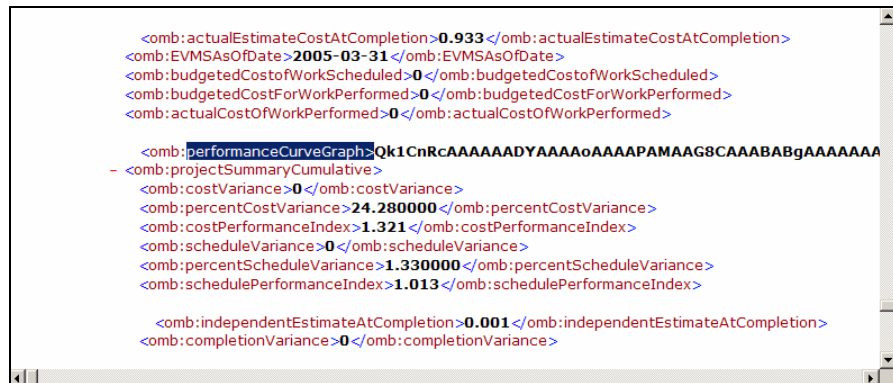 <omb:actualEstimateCostAtCompletion>0.933</omb:actualEstimateCostAtCompletion>
<omb:EVMSAsOfDate>2005-03-31</omb:EVMSAsOfDate>
<omb:budgetedCostofWorkScheduled>0</omb:budgetedCostofWorkScheduled>
<omb:budgetedCostForWorkPerformed>0</omb:budgetedCostForWorkPerformed>
<omb:actualCostOfWorkPerformed>0</omb:actualCostOfWorkPerformed>
<omb:performanceCurveGraph>Qk1CnRcAAAAAADYAAAAoAAAAPAMAAG8CAAABABgAAAAAAA
- <omb:projectSummaryCumulative>
<omb:costVariance>0</omb:costVariance>
<omb:percentCostVariance>24.280000</omb:percentCostVariance>
<omb:costPerformanceIndex>1.321</omb:costPerformanceIndex>
<omb:scheduleVariance>0</omb:scheduleVariance>
<omb:percentScheduleVariance>1.330000</omb:percentScheduleVariance>
<omb:schedulePerformanceIndex>1.013</omb:schedulePerformanceIndex>
<omb:independentEstimateAtCompletion>0.001</omb:independentEstimateAtCompletion>
<omb:completionVariance>0</omb:completionVariance>